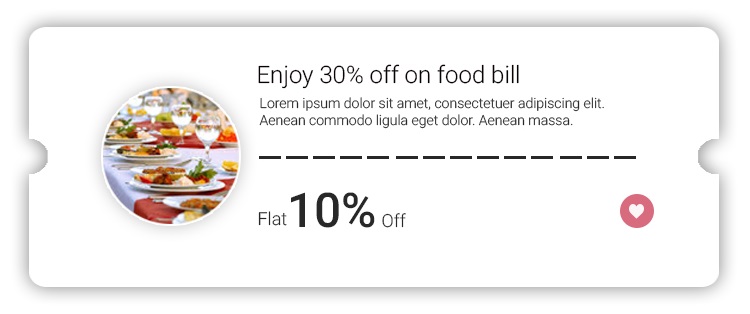 Enjoy 30% off on food bill
Lorem ipsum dolor sit amet, consectetuer adipiscing elit.
Aenean commodo ligula eget dolor. Aenean massa.
Flat 10% Off